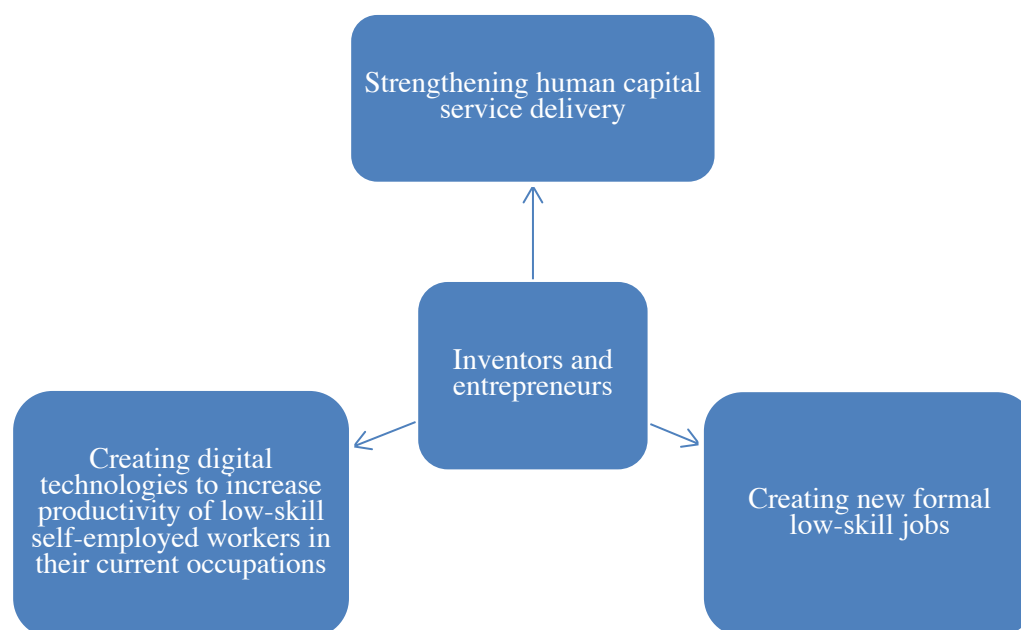 Strengthening human capital
service delivery
Inventors and
entrepreneurs
Creating digital
technologies to increase
productivity of low-skill
self-employed workers in
their current occupations
Creating new formal
low-skill jobs